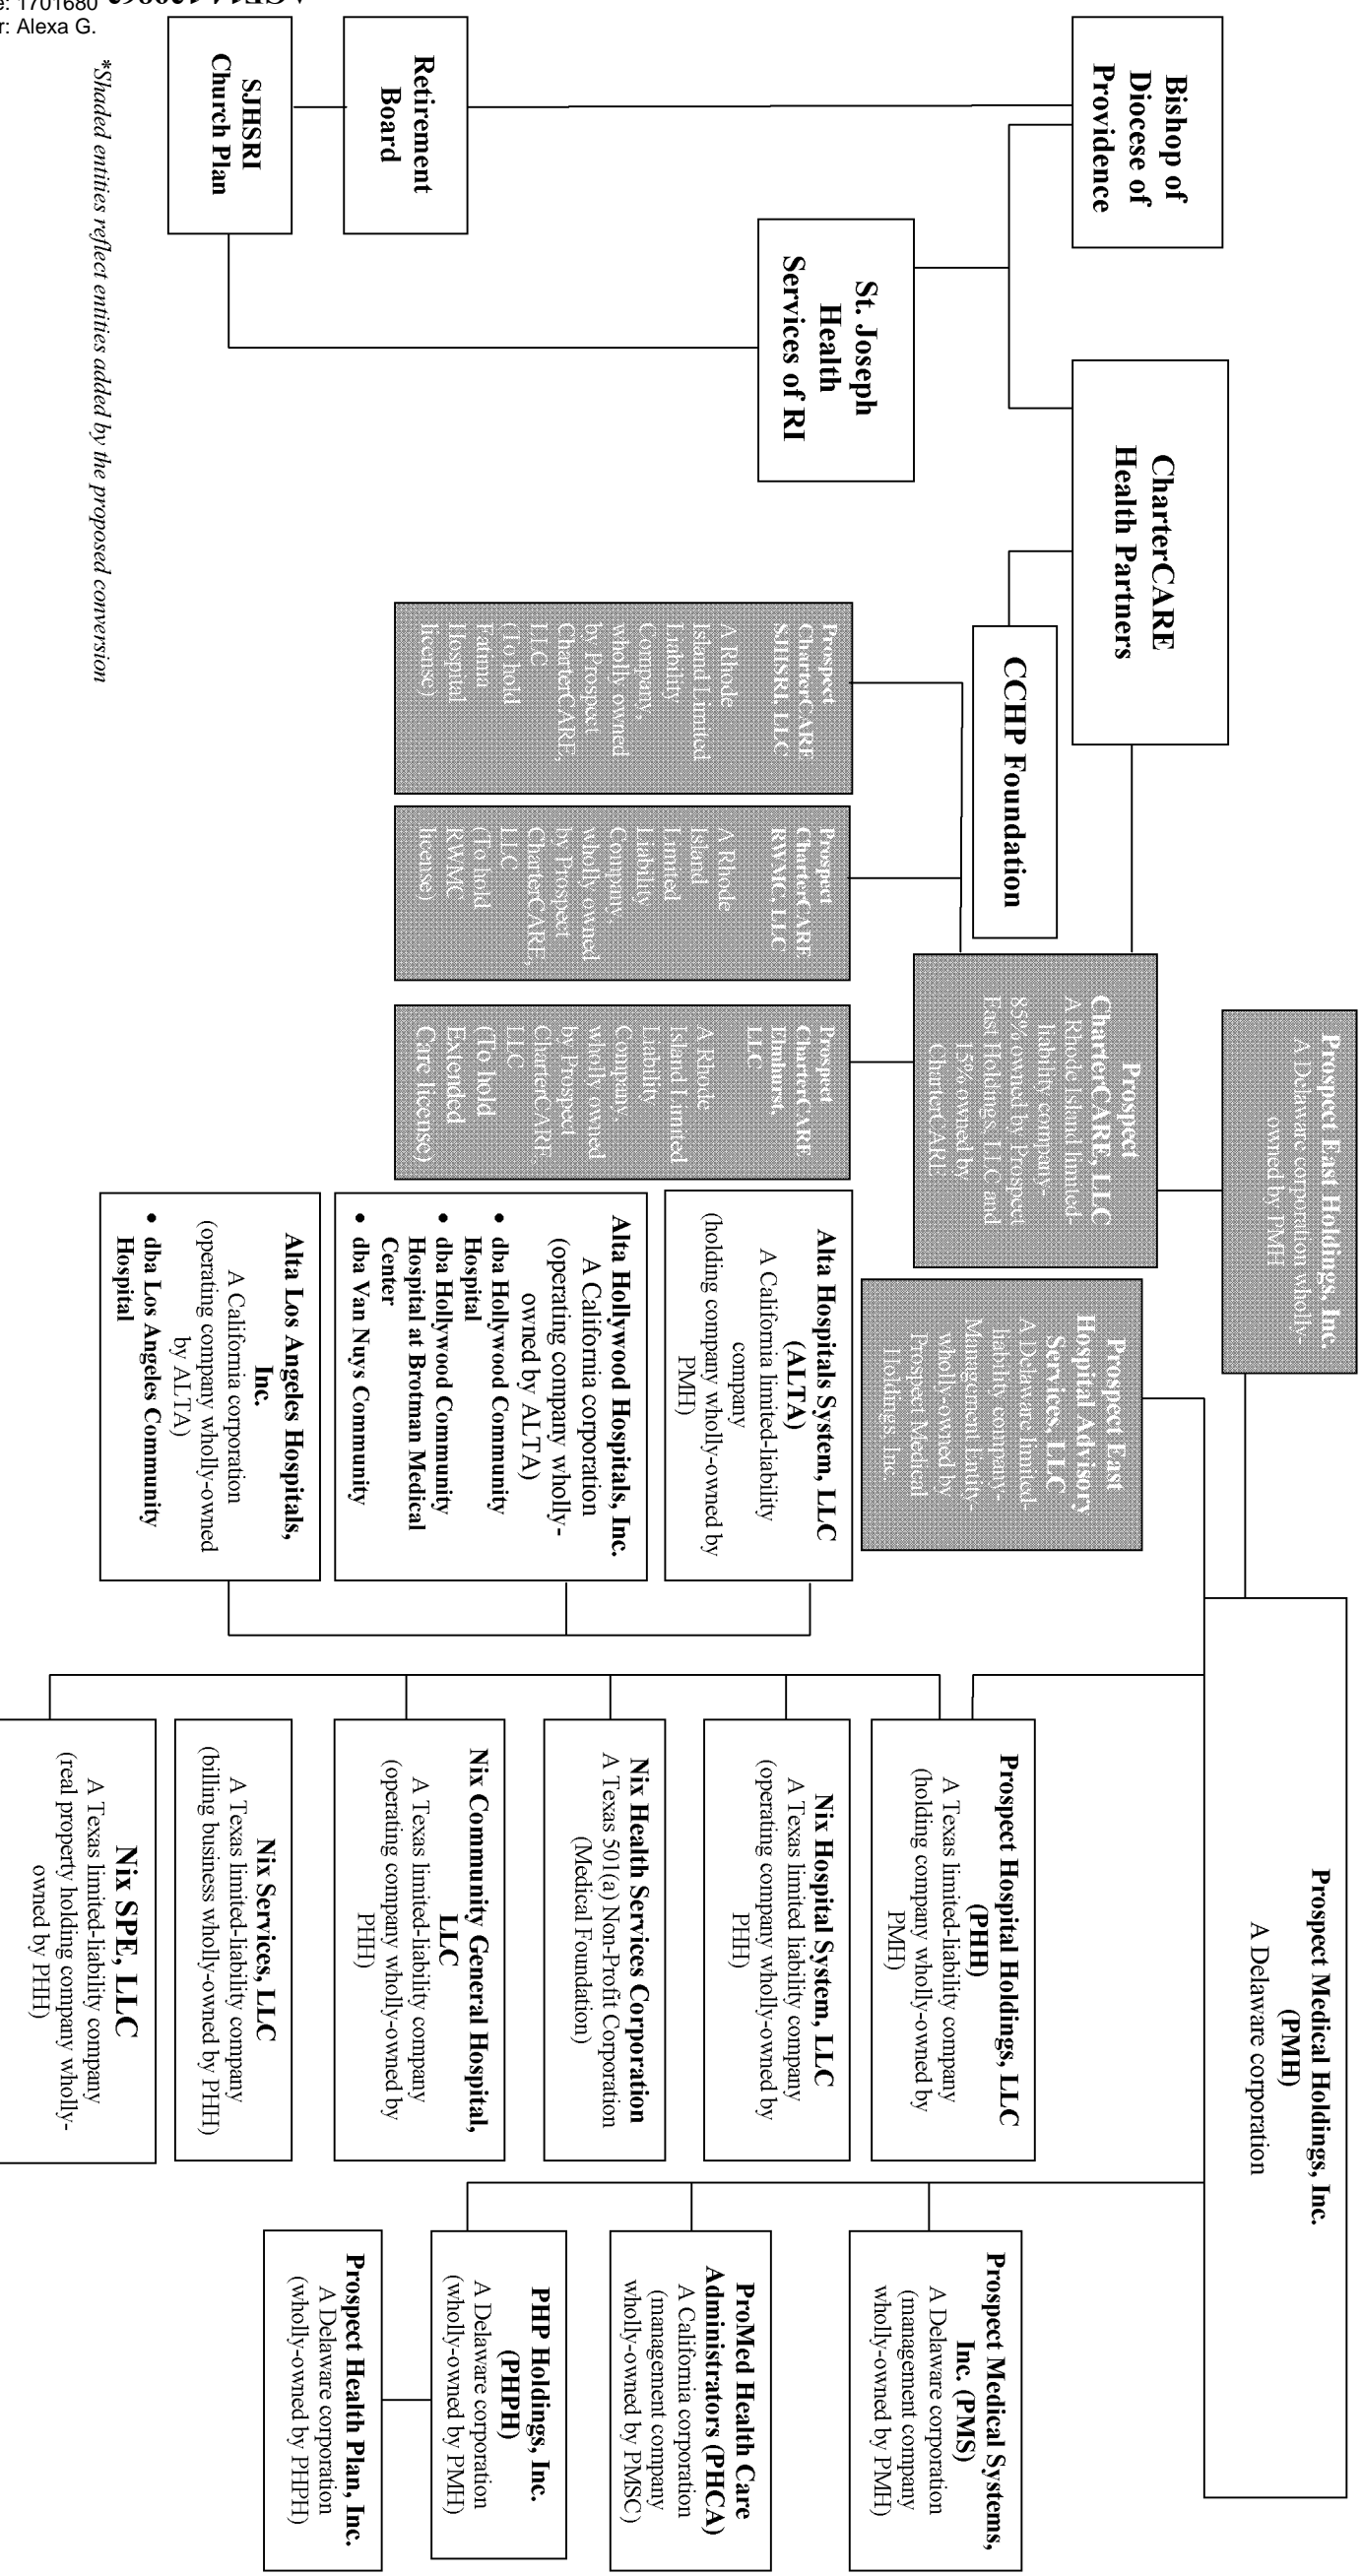 e: 1701680
r: Alexa G.
Prospect Medical Holdings, Inc.
(PMH)
A Delaware corporation
Prospect East Holdings, Inc.
A Delaware corporation wholly-
owned by PMH
Bishop of
Diocese of
Providence
CharterCARE
Health Partners
Prospect
CharterCARE, LLC
A Rhode Island limited-
liability company-
85% owned by Prospect
East Holdings, LLC and
15% owned by
CharterCARE
Prospect East
Hospital Advisory
Services, LLC
A Delaware limited-
liability company-
Management Entity-
wholly-owned by
Prospect Medical
Holdings, Inc.
CCHP Foundation
St. Joseph
Health
Services of RI
Retirement
Board
SJHSRI
Church Plan
Prospect
CharterCARE
SJHSRI, LLC
A Rhode
Island Limited
Liability
Company,
wholly owned
by Prospect
CharterCARE,
LLC
(To hold
Fatima
Hospital
license)
Prospect
CharterCARE
RWMC, LLC
A Rhode
Island
Limited
Liability
Company,
wholly owned
by Prospect
CharterCARE,
LLC
(To hold
RWMC
license)
Prospect
CharterCARE
Elmhurst,
LLC
A Rhode
Island Limited
Liability
Company,
wholly owned
by Prospect
CharterCARE,
LLC
(To hold
Extended
Care license)
Alta Hospitals System, LLC
(ALTA)
A California limited-liability
company
(holding company wholly-owned by
PMH)
Alta Hollywood Hospitals, Inc.
A California corporation
(operating company wholly-
owned by ALTA)
• dba Hollywood Community
Hospital
• dba Hollywood Community
Hospital at Brotman Medical
Center
• dba Van Nuys Community
Alta Los Angeles Hospitals,
Inc.
A California corporation
(operating company wholly-owned
by ALTA)
• dba Los Angeles Community
Hospital
Prospect Hospital Holdings, LLC
(PHH)
A Texas limited-liability company
(holding company wholly-owned by
PMH)
Nix Hospital System, LLC
A Texas limited liability company
(operating company wholly-owned by
PHH)
Nix Health Services Corporation
A Texas 501(a) Non-Profit Corporation
(Medical Foundation)
Nix Community General Hospital,
LLC
A Texas limited-liability company
(operating company wholly-owned by
PHH)
Nix Services, LLC
A Texas limited-liability company
(billing business wholly-owned by PHH)
Nix SPE, LLC
A Texas limited-liability company
(real property holding company wholly-
owned by PHH)
Prospect Medical Systems,
Inc. (PMS)
A Delaware corporation
(management company
wholly-owned by PMH)
ProMed Health Care
Administrators (PHCA)
A California corporation
(management company
wholly-owned by PMSC)
PHP Holdings, Inc.
(PHPH)
A Delaware corporation
(wholly-owned by PMH)
Prospect Health Plan, Inc.
A Delaware corporation
(wholly-owned by PHPH)
*Shaded entities reflect entities added by the proposed conversion